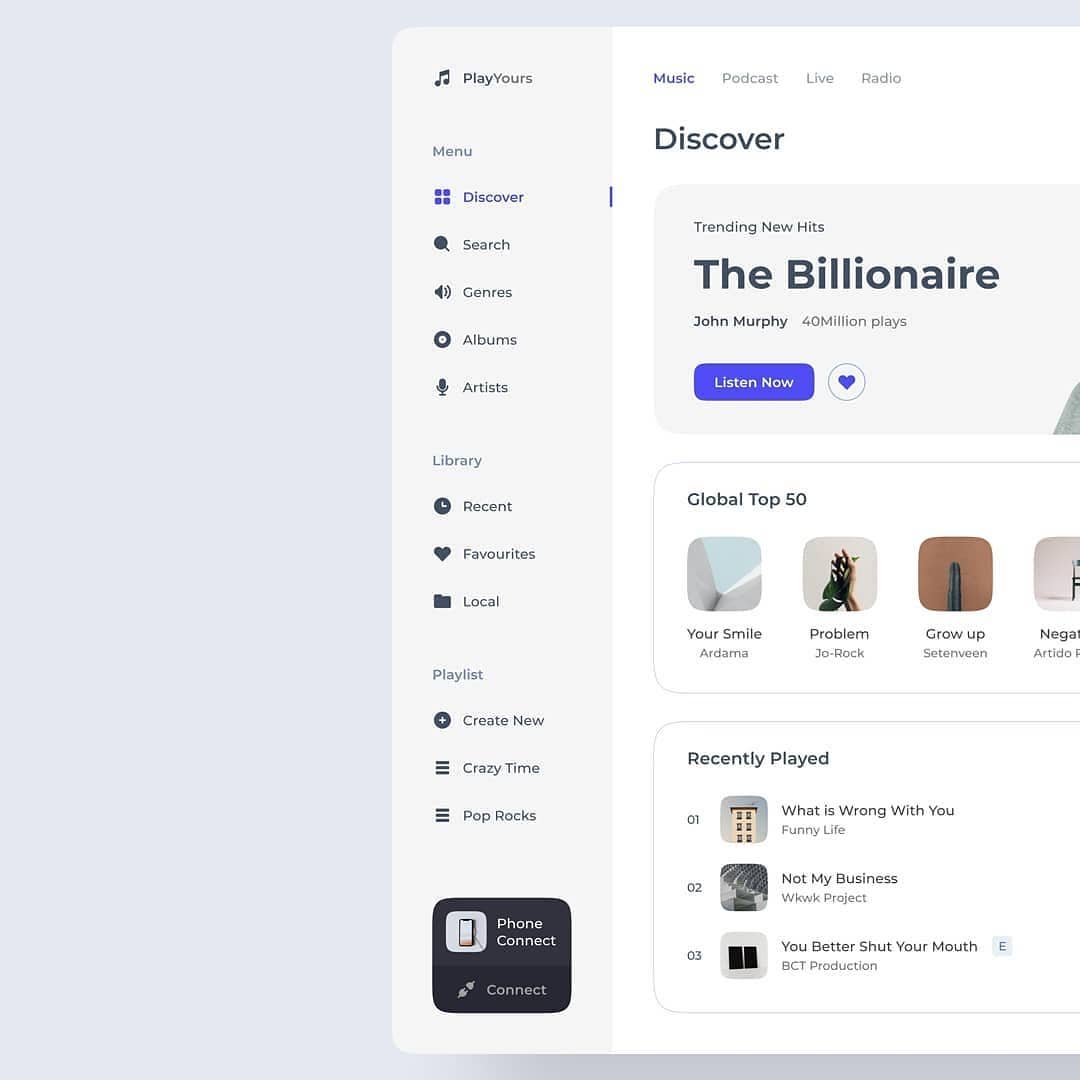 PlayYours
Menu
Discover
Search
Genres
Albums
Artists
Library
Recent
Favourites
Local
Playlist
Create New
Crazy Time
Pop Rocks
Phone
Connect
Connect
Music Podcast Live Radio
Discover
Trending New Hits
The Billionaire
John Murphy 40Million plays
Listen Now
Global Top 50
Your Smile
Ardama
Problem
Jo-Rock
Grow up
Setenveen
Negat
Artido
Recently Played
01
What is Wrong With You
Funny Life
02
Not My Business
Wkwk Project
03
You Better Shut Your Mouth E
BCT Production